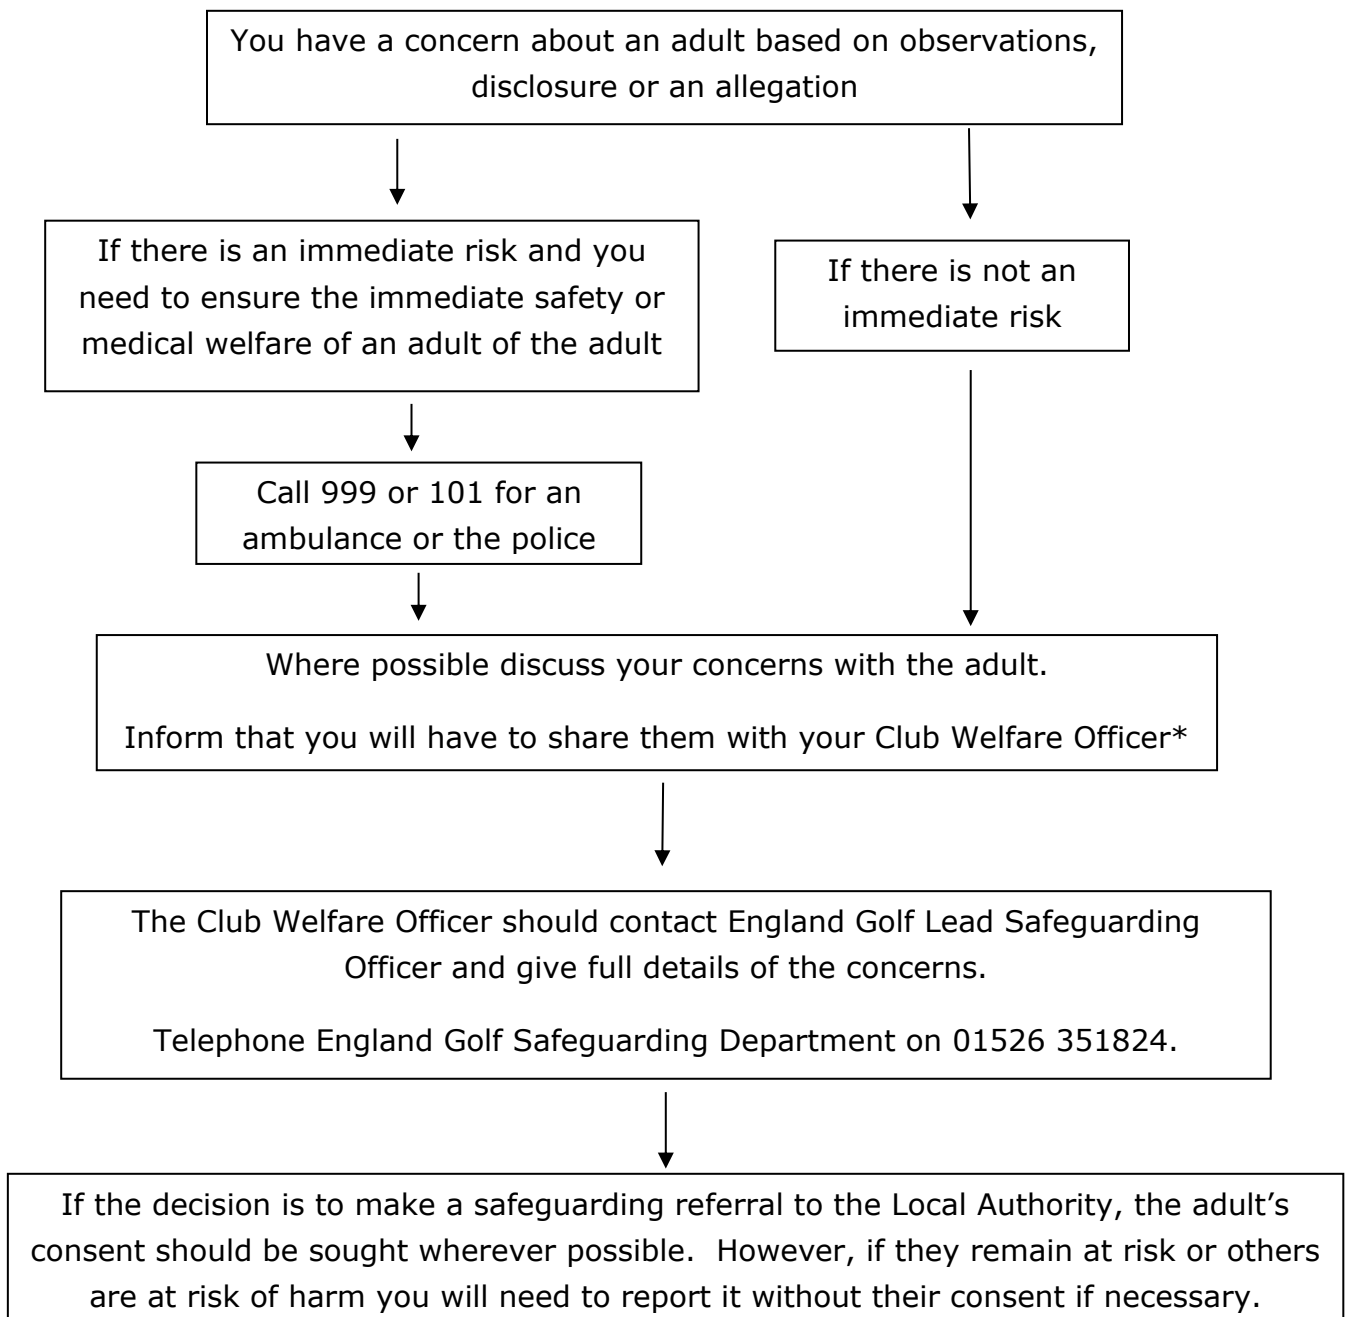 You have a concern about an adult based on observations,
disclosure or an allegation
If there is an immediate risk and you
need to ensure the immediate safety or
medical welfare of an adult of the adult
If there is not an
immediate risk
Call 999 or 101 for an
ambulance or the police
Where possible discuss your concerns with the adult.
Inform that you will have to share them with your Club Welfare Officer*
The Club Welfare Officer should contact England Golf Lead Safeguarding
Officer and give full details of the concerns.
Telephone England Golf Safeguarding Department on 01526 351824.
If the decision is to make a safeguarding referral to the Local Authority, the adult’s
consent should be sought wherever possible.  However, if they remain at risk or others
are at risk of harm you will need to report it without their consent if necessary.